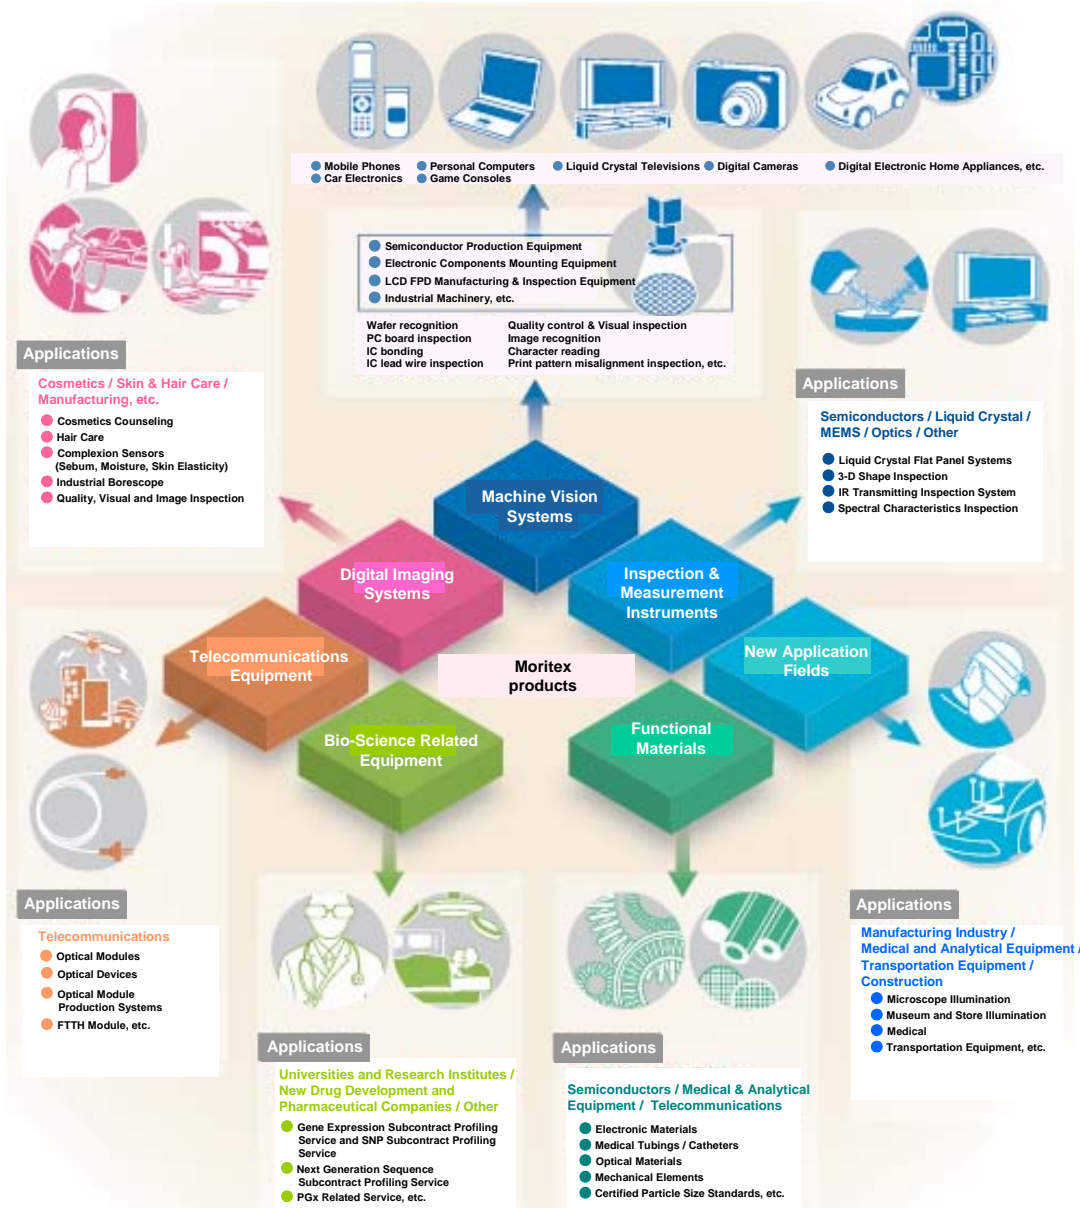 Mobile Phones
Personal Computers
Liquid Crystal Televisions
Digital Cameras
Digital Electronic Home Appliances, etc.
Car Electronics
Game Consoles
Semiconductor Production Equipment
Electronic Components Mounting Equipment
LCD FPD Manufacturing & Inspection Equipment
Industrial Machinery, etc.
Wafer recognition
PC board inspection
IC bonding
IC lead wire inspection
Quality control & Visual inspection
Image recognition
Character reading
Print pattern misalignment inspection, etc.
Applications
Cosmetics / Skin & Hair Care /
Manufacturing, etc.
Cosmetics Counseling
Hair Care
Complexion Sensors
(Sebum, Moisture, Skin Elasticity)
Industrial Borescope
Quality, Visual and Image Inspection
Applications
Semiconductors / Liquid Crystal /
MEMS / Optics / Other
Liquid Crystal Flat Panel Systems
3-D Shape Inspection
IR Transmitting Inspection System
Spectral Characteristics Inspection
Machine Vision
Systems
Digital Imaging
Systems
Inspection &
Measurement
Instruments
Telecommunications
Equipment
New Application
Fields
Moritex
products
Bio-Science Related
Equipment
Functional
Materials
Applications
Telecommunications
Optical Modules
Optical Devices
Optical Module
Production Systems
FTTH Module, etc.
Applications
Universities and Research Institutes /
New Drug Development and
Pharmaceutical Companies / Other
Gene Expression Subcontract Profiling
Service and SNP Subcontract Profiling
Service
Next Generation Sequence
Subcontract Profiling Service
PGx Related Service, etc.
Applications
Semiconductors / Medical & Analytical
Equipment / Telecommunications
Electronic Materials
Medical Tubings / Catheters
Optical Materials
Mechanical Elements
Certified Particle Size Standards, etc.
Applications
Manufacturing Industry /
Medical and Analytical Equipment /
Transportation Equipment /
Construction
Microscope Illumination
Museum and Store Illumination
Medical
Transportation Equipment, etc.